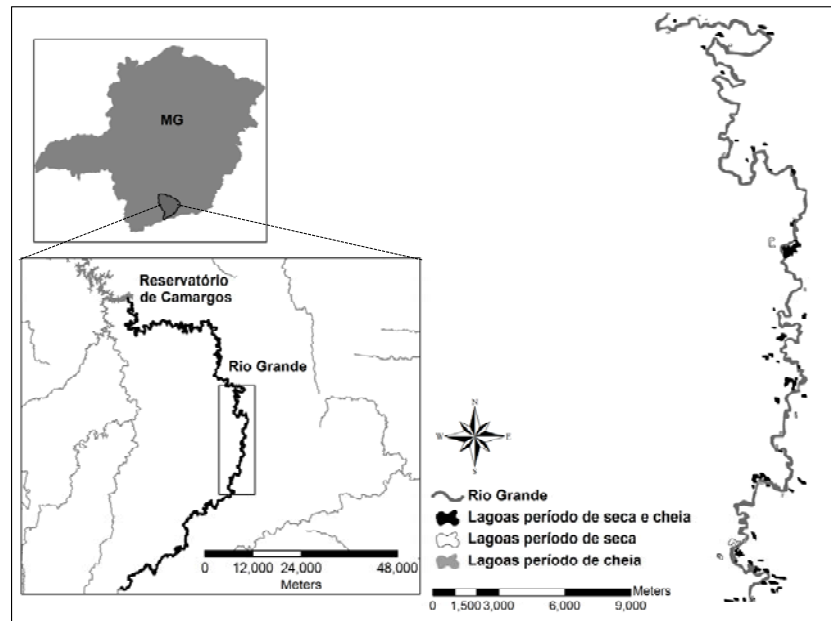 MG
Reservatório
de Camargos
Rio Grande
0 12,000 24,000 48,000
Meters
N
W E
S
Rio Grande
Lagoas período de seca e cheia
Lagoas período de seca
Lagoas período de cheia
Meters
0 1,500 3,000 6,000 9,000